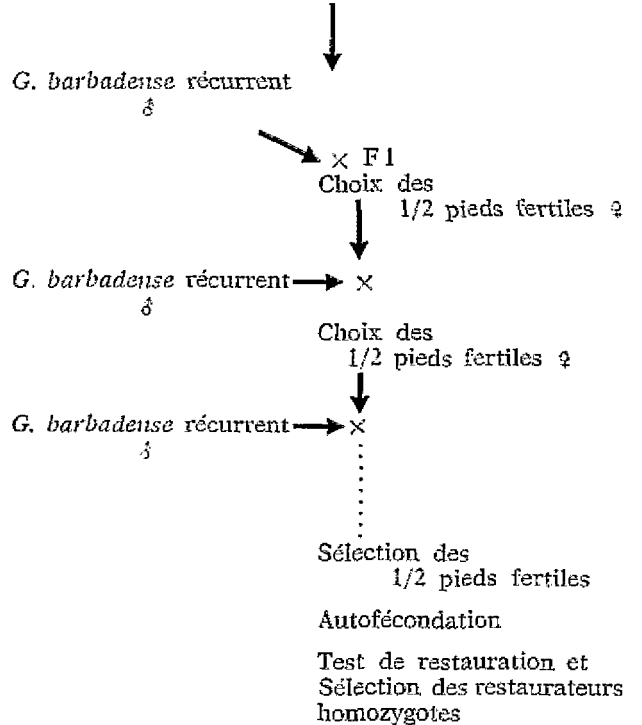 G. barbadense récurrent
♂
× F1
Choix des
1/2 pieds fertiles ♀
G. barbadense récurrent
×
♂
Choix des
1/2 pieds fertiles ♀
G. barbadense récurrent
×
♂
Sélection des
1/2 pieds fertiles
Autofécondation
Test de restauration et
Sélection des restaurateurs
homozygotes